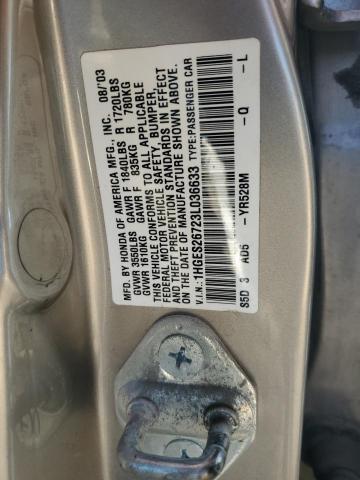 MFD. BY HONDA OF AMERICA MFG., INC. 08/03
GVWR 3550LBS GAWR F 1840LBS R 1720LBS
GVWR 1610KG GAWR F 835KG R 780KG
THIS VEHICLE CONFORMS TO ALL APPLICABLE
FEDERAL MOTOR VEHICLE SAFETY, BUMPER,
AND THEFT PREVENTION STANDARDS IN EFFECT
ON THE DATE OF MANUFACTURE SHOWN ABOVE.
V.I.N.: 1HGES26723L036633 TYPE: PASSENGER CAR
S5D 3 AD5 -YR528M -Q -L